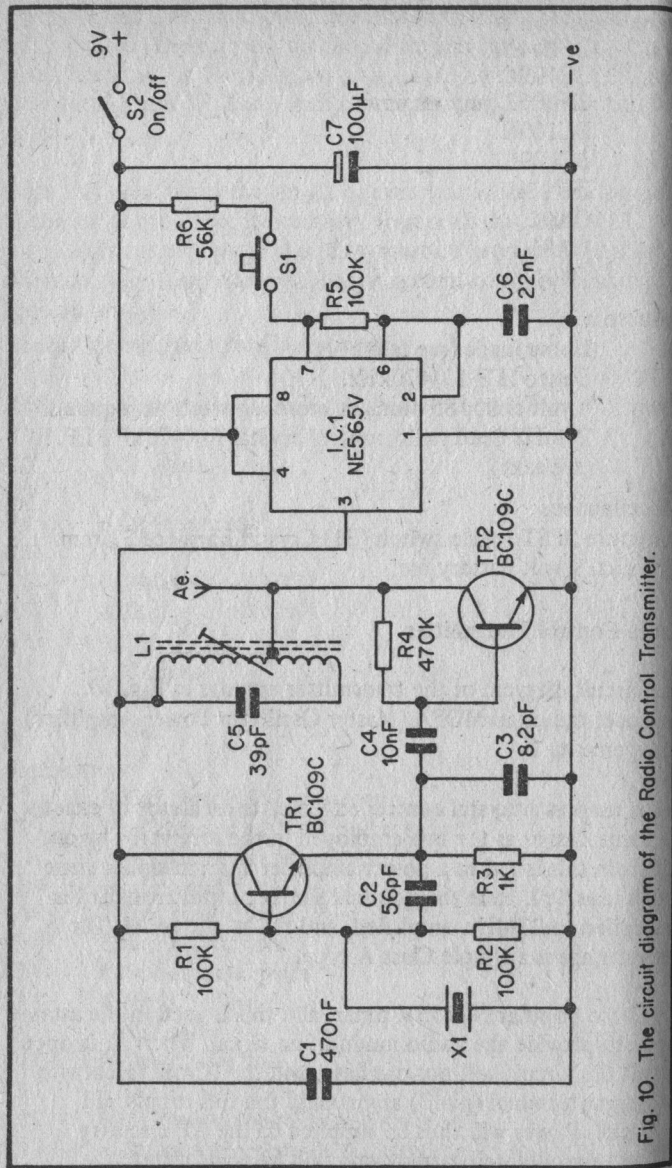 9V
+
S2
On/off
R6
56K
S1
C7
100µF
R5
100K
C6
22nF
-ve
4
8
7
I.C.1
NE565V
3
6
1
2
Ae.
L1
C5
39pF
TR1
BC109C
R4
470K
TR2
BC109C
C4
10nF
C3
8·2pF
R1
100K
C2
56pF
R3
1K
R2
100K
C1
470nF
X1
Fig. 10. The circuit diagram of the Radio Control Transmitter.